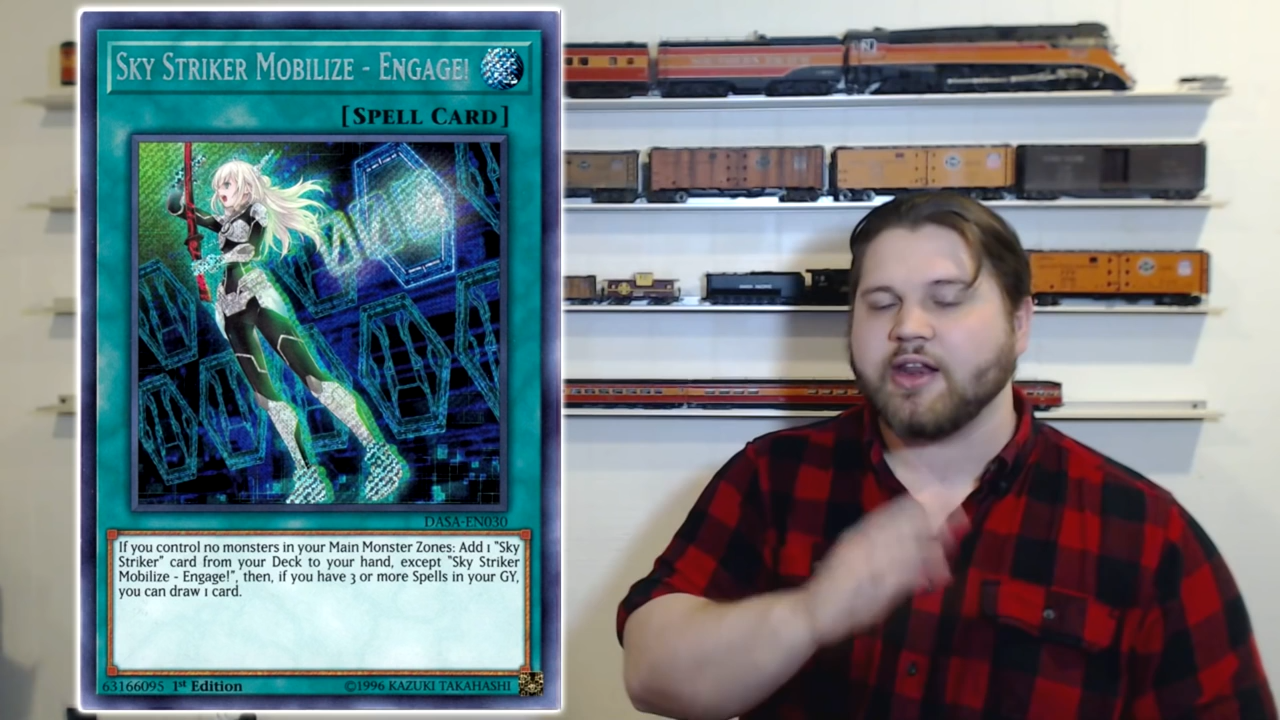 SKY STRIKER MOBILIZE - ENGAGE!
[SPELL CARD]
DASA-EN030
If you control no monsters in your Main Monster Zones: Add 1 "Sky
Striker" card from your Deck to your hand, except "Sky Striker
Mobilize - Engage!", then, if you have 3 or more Spells in your GY,
you can draw 1 card.
63166095 1st Edition
©1996 KAZUKI TAKAHASHI